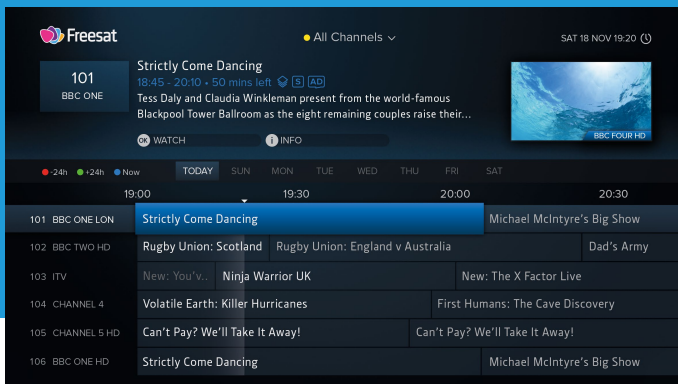 Freesat
All Channels
SAT 18 NOV 19:20
101
BBC ONE
Strictly Come Dancing
18:45 - 20:10 • 50 mins left S AD
Tess Daly and Claudia Winkleman present from the world-famous
Blackpool Tower Ballroom as the eight remaining couples raise their...
OK WATCH
i INFO
BBC FOUR HD
-24h +24h Now
TODAY SUN MON TUE WED THU FRI SAT
19:00 19:30 20:00 20:30
101 BBC ONE LON Strictly Come Dancing Michael McIntyre's Big Show
102 BBC TWO HD Rugby Union: Scotland Rugby Union: England v Australia Dad's Army
103 ITV New: You'v.. Ninja Warrior UK New: The X Factor Live
104 CHANNEL 4 Volatile Earth: Killer Hurricanes First Humans: The Cave Discovery
105 CHANNEL 5 HD Can't Pay? We'll Take It Away! Can't Pay? We'll Take It Away!
106 BBC ONE HD Strictly Come Dancing Michael McIntyre's Big Show